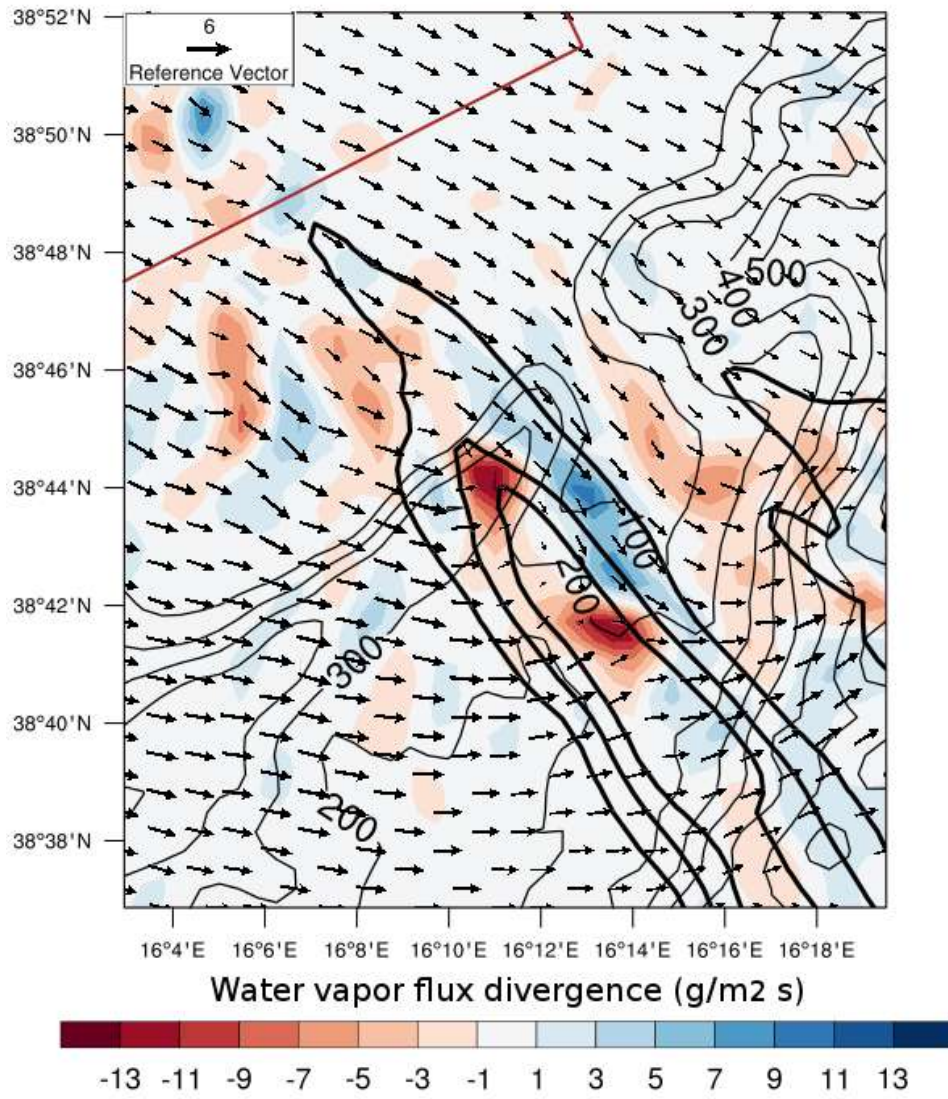 6
Reference Vector
38°52'N
38°50'N
38°48'N
38°46'N
38°44'N
38°42'N
38°40'N
38°38'N
500
400
300
100
200
300
200
16°4'E 16°6'E 16°8'E 16°10'E 16°12'E 16°14'E 16°16'E 16°18'E
Water vapor flux divergence (g/m2 s)
-13 -11 -9 -7 -5 -3 -1 1 3 5 7 9 11 13